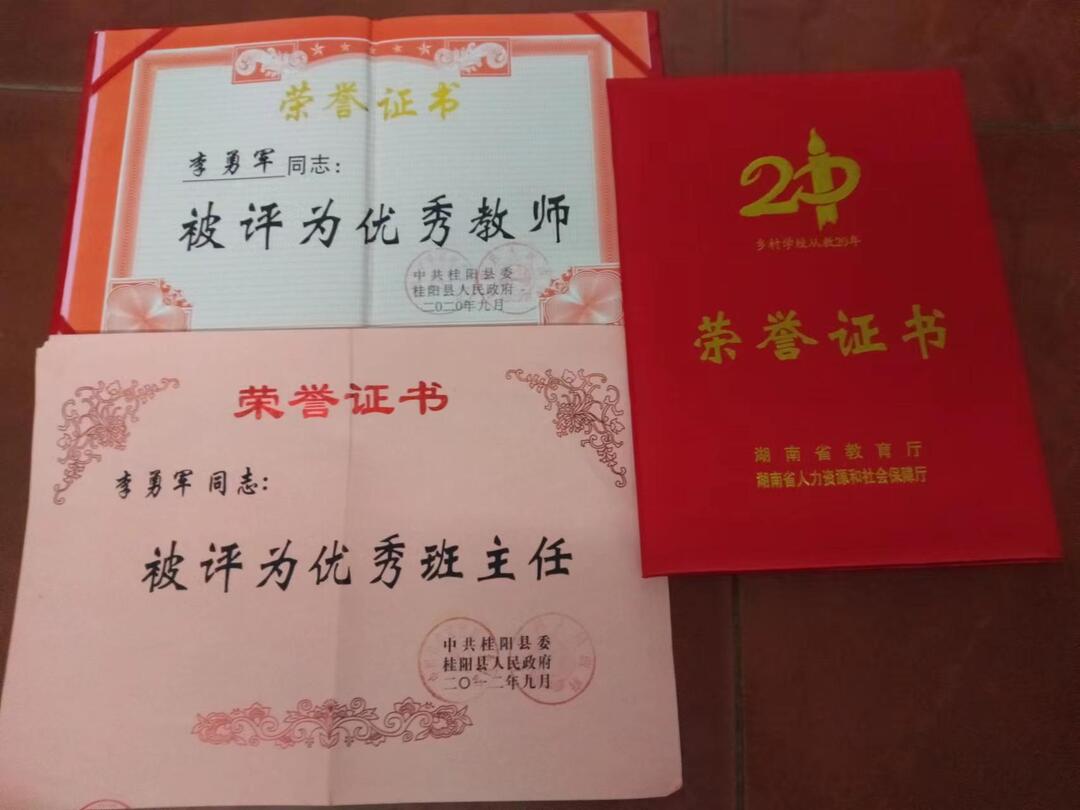 荣誉证书
李勇军同志：
被评为优秀教师
中共桂阳县委
桂阳县人民政府
二〇二〇年九月
荣誉证书
李勇军同志：
被评为优秀班主任
中共桂阳县委
桂阳县人民政府
二〇一二年九月
20
乡村学校从教20年
荣誉证书
湖南省教育厅
湖南省人力资源和社会保障厅